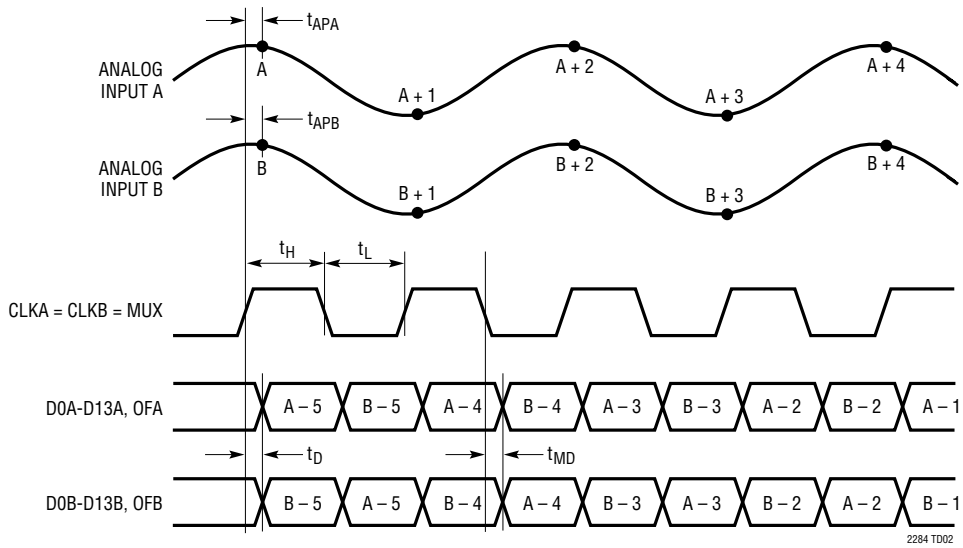 tAPA
ANALOG
INPUT A
A
A + 1
A + 2
A + 3
A + 4
tAPB
ANALOG
INPUT B
B
B + 1
B + 2
B + 3
B + 4
tH
tL
CLKA = CLKB = MUX
D0A-D13A, OFA
A – 5
B – 5
A – 4
B – 4
A – 3
B – 3
A – 2
B – 2
A – 1
tD
tMD
D0B-D13B, OFB
B – 5
A – 5
B – 4
A – 4
B – 3
A – 3
B – 2
A – 2
B – 1
2284 TD02